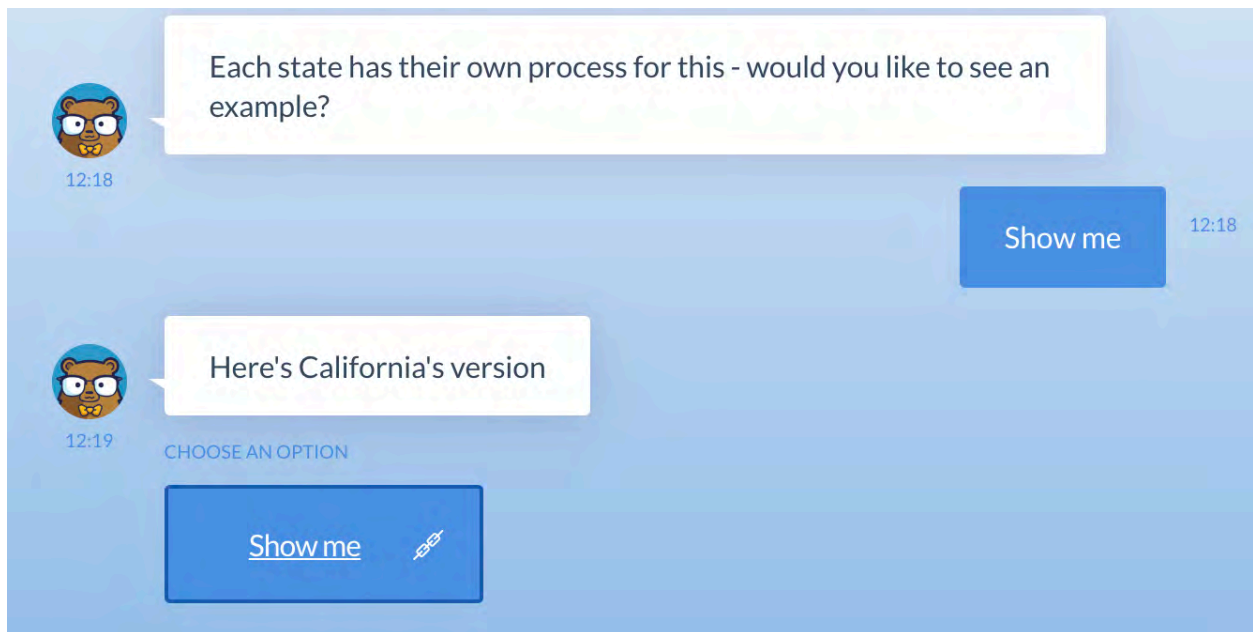 Each state has their own process for this - would you like to see an
example?
12:18
Show me
12:18
Here's California's version
12:19
CHOOSE AN OPTION
Show me